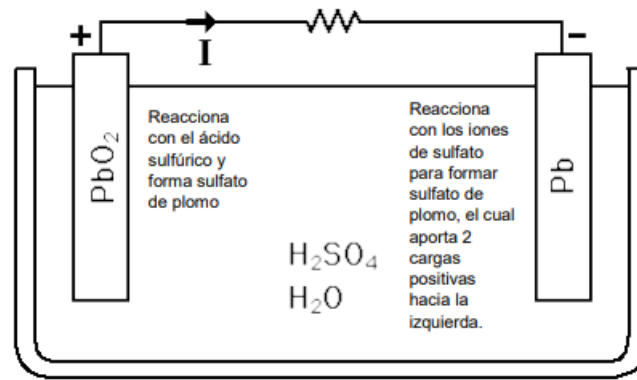 +
I
-
PbO₂
Reacciona
con el ácido
sulfúrico y
forma sulfato
de plomo
H₂SO₄
H₂O
Reacciona
con los iones
de sulfato
para formar
sulfato de
plomo, el cual
aporta 2
cargas
positivas
hacia la
izquierda.
Pb